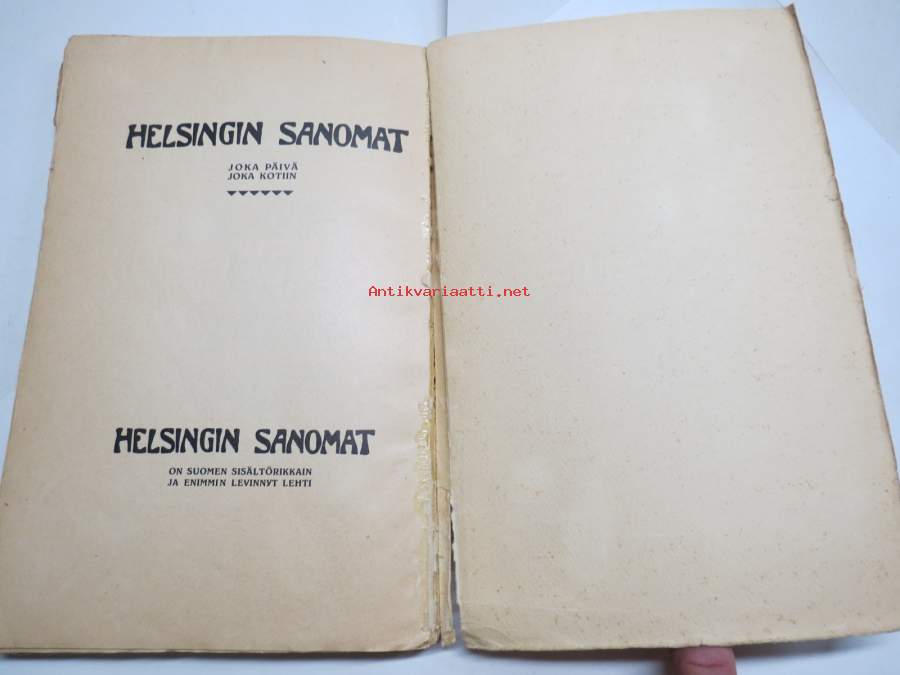 HELSINGIN SANOMAT
JOKA PÄIVÄ
JOKA KOTIIN
Antikvariaatti.net
HELSINGIN SANOMAT
ON SUOMEN SISÄLTÖRIKKAIN
JA ENIMMIN LEVINNYT LEHTI